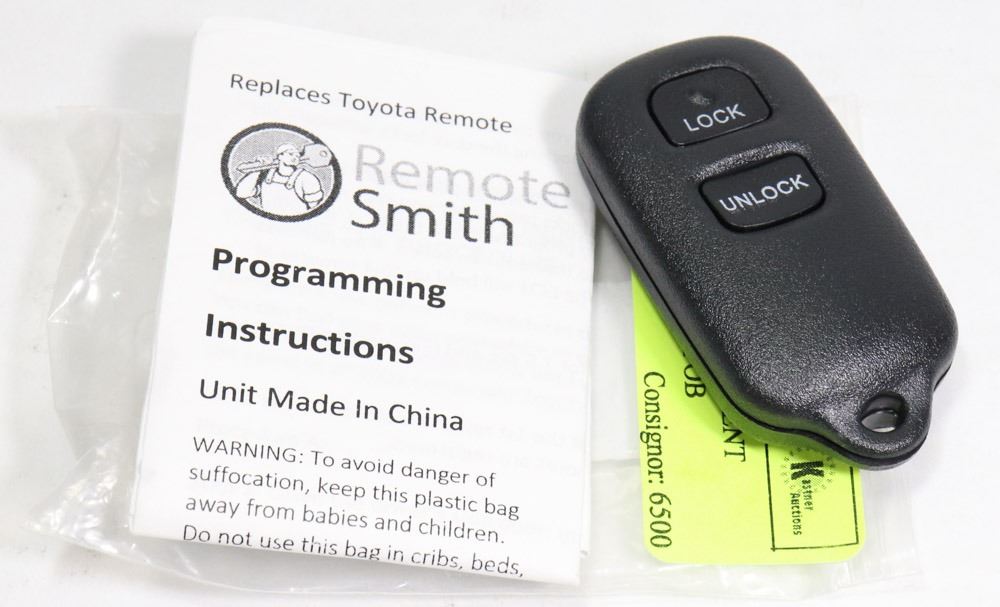 Replaces Toyota Remote
Remote
Smith
Programming
Instructions
Unit Made In China
WARNING: To avoid danger of
suffocation, keep this plastic bag
away from babies and children.
Do not use this bag in cribs, beds,
LOCK
UNLOCK
Consignor: 6500
Kastner
Auctions